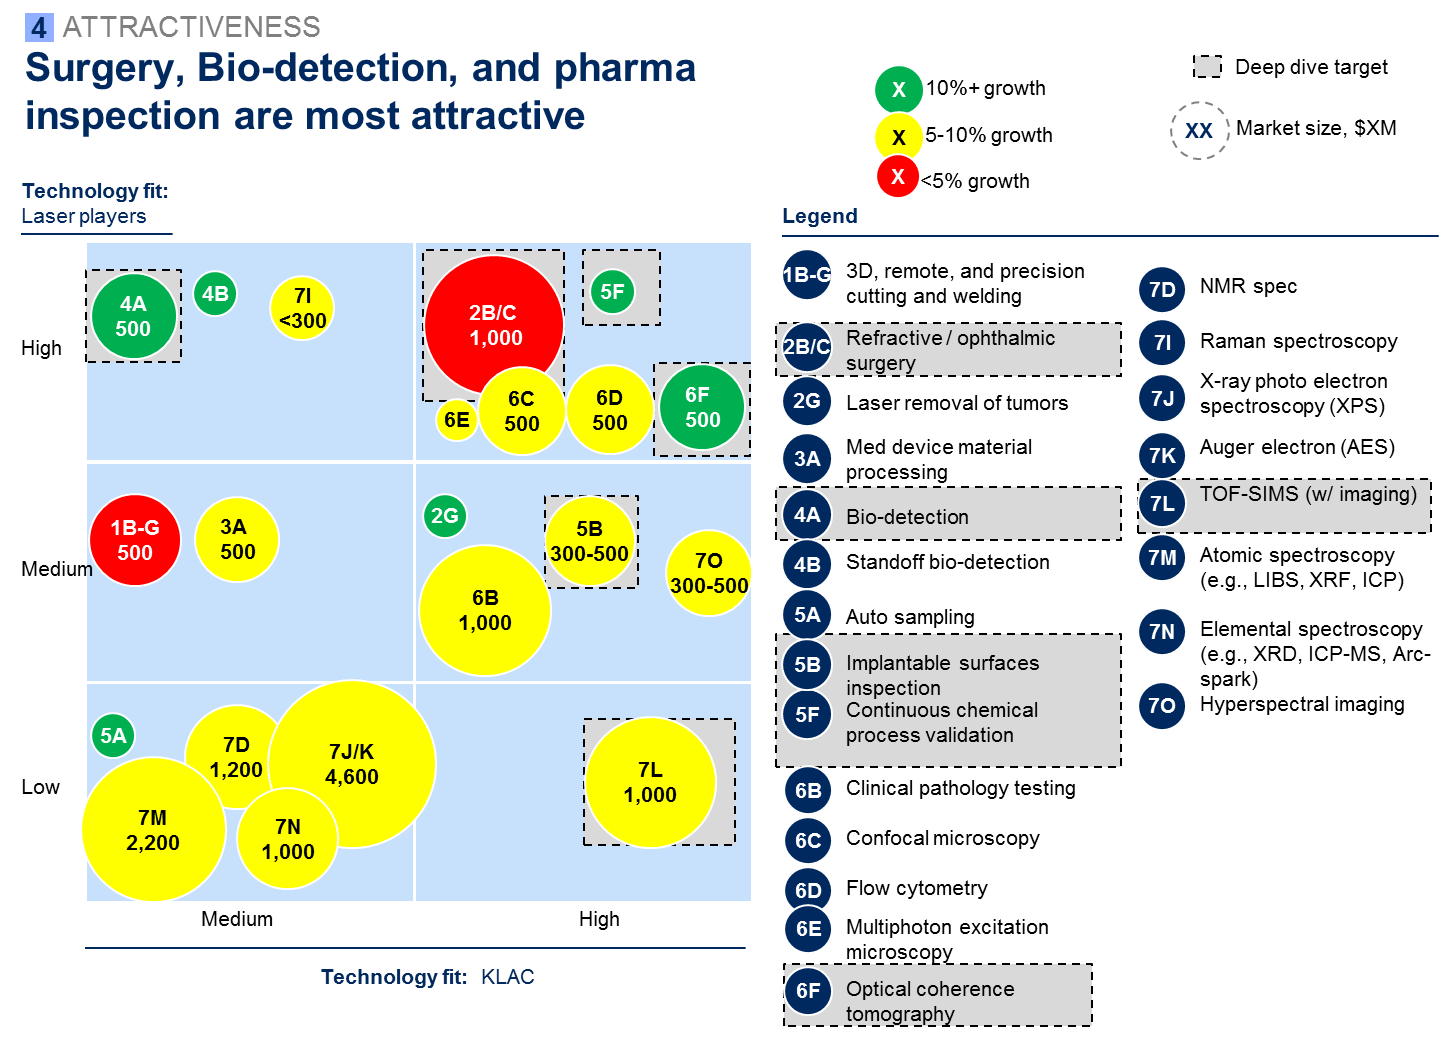 4 ATTRACTIVENESS
Surgery, Bio-detection, and pharma
inspection are most attractive
X 10%+ growth
X 5-10% growth
X <5% growth
Deep dive target
XX Market size, $XM
Technology fit:
Laser players
High
Medium
Low
4A
500
4B
7I
<300
2B/C
1,000
5F
6E
6C
500
6D
500
6F
500
1B-G
500
3A
500
2G
6B
1,000
5B
300-500
7O
300-500
5A
7D
1,200
7J/K
4,600
7M
2,200
7N
1,000
7L
1,000
Medium
High
Technology fit: KLAC
Legend
1B-G 3D, remote, and precision
cutting and welding
2B/C Refractive / ophthalmic
surgery
2G Laser removal of tumors
3A Med device material
processing
4A Bio-detection
4B Standoff bio-detection
5A Auto sampling
5B Implantable surfaces
inspection
5F Continuous chemical
process validation
6B Clinical pathology testing
6C Confocal microscopy
6D Flow cytometry
6E Multiphoton excitation
microscopy
6F Optical coherence
tomography
7D NMR spec
7I Raman spectroscopy
7J X-ray photo electron
spectroscopy (XPS)
7K Auger electron (AES)
7L TOF-SIMS (w/ imaging)
7M Atomic spectroscopy
(e.g., LIBS, XRF, ICP)
7N Elemental spectroscopy
(e.g., XRD, ICP-MS, Arc-
spark)
7O Hyperspectral imaging